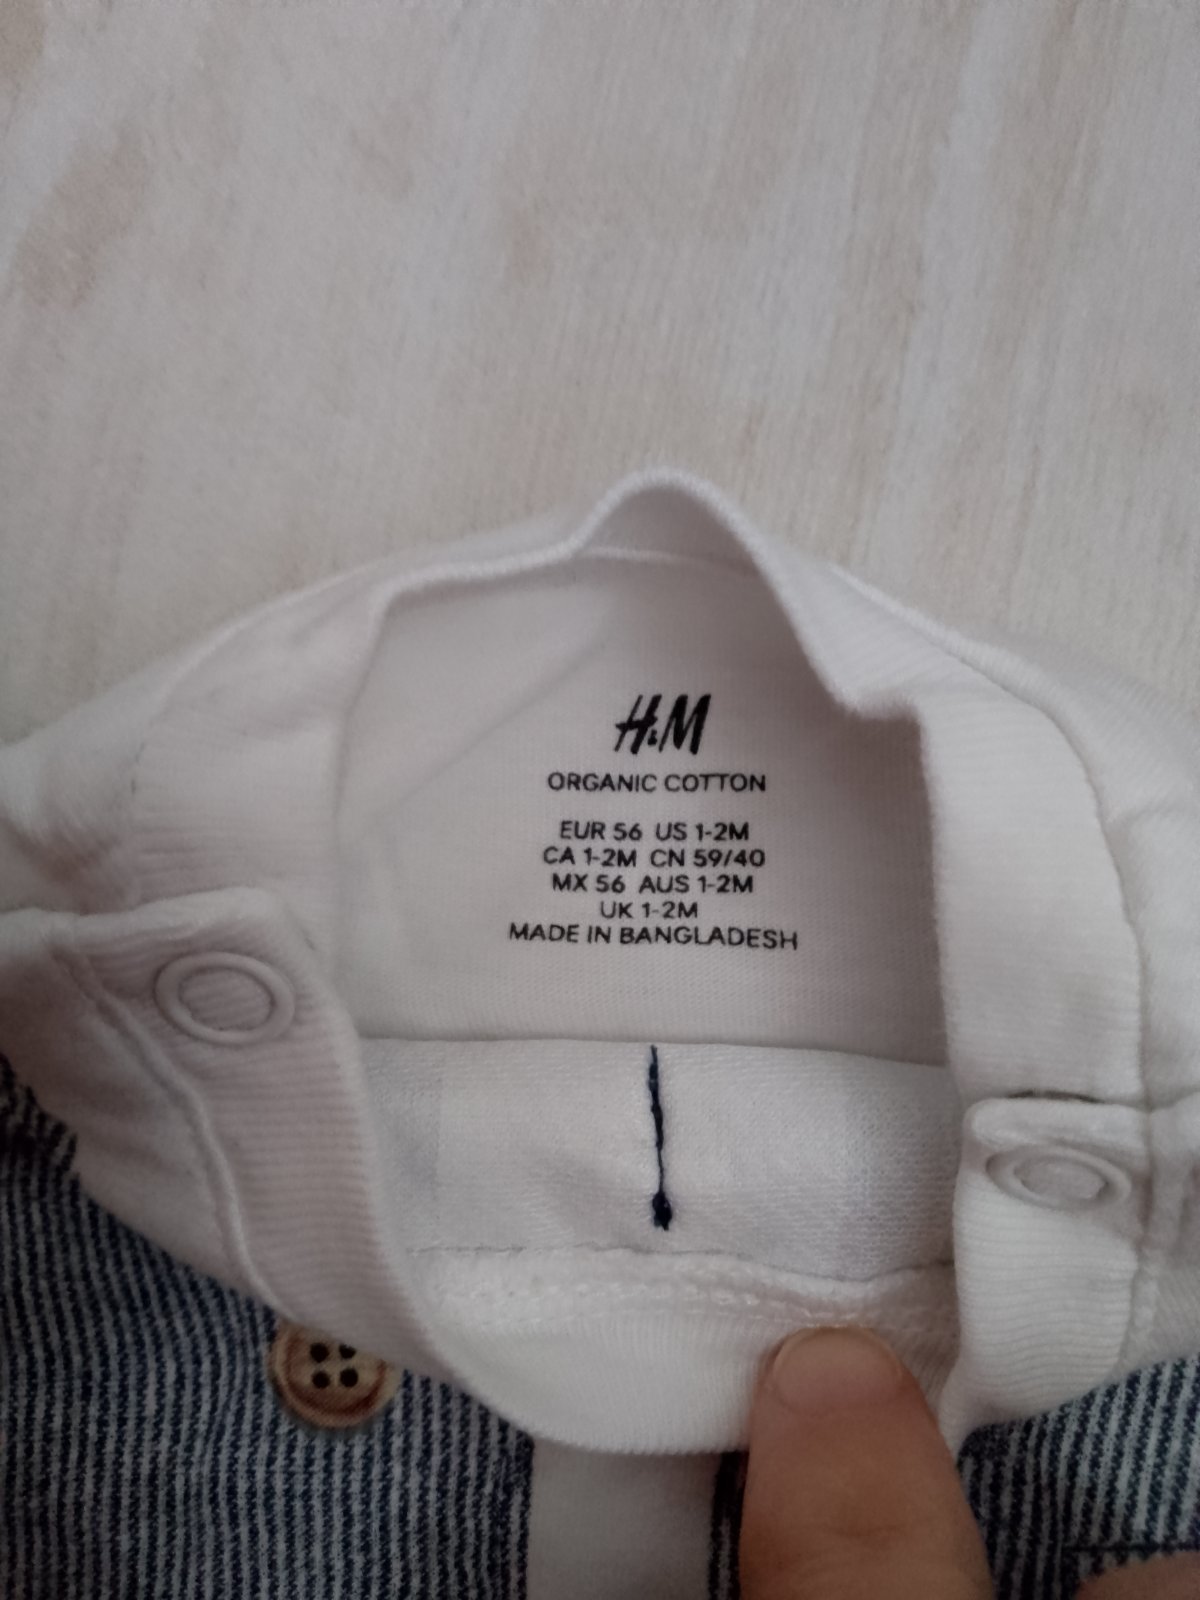 H&M
ORGANIC COTTON
EUR 56 US 1-2M
CA 1-2M CN 59/40
MX 56 AUS 1-2M
UK 1-2M
MADE IN BANGLADESH